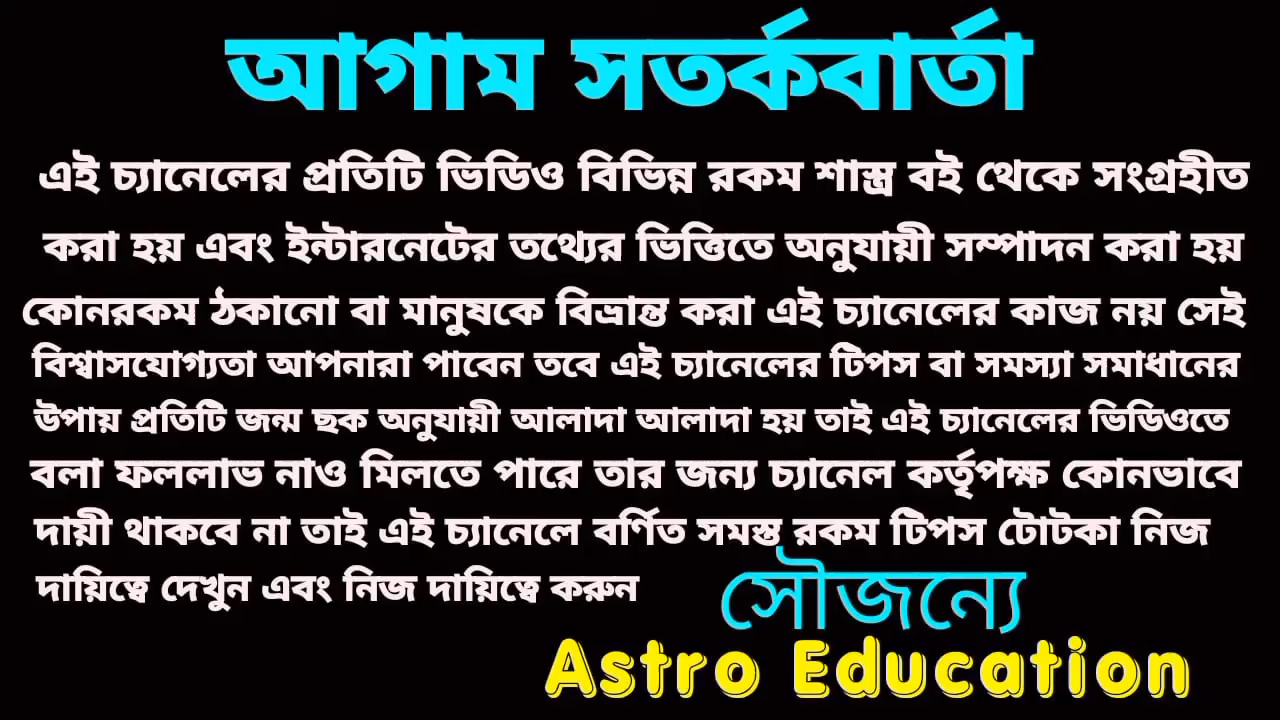 আগাম সতর্কবার্তা
এই চ্যানেলের প্রতিটি ভিডিও বিভিন্ন রকম শাস্ত্র বই থেকে সংগ্রহীত
করা হয় এবং ইন্টারনেটের তথ্যের ভিত্তিতে অনুযায়ী সম্পাদন করা হয়
কোনরকম ঠকানো বা মানুষকে বিভ্রান্ত করা এই চ্যানেলের কাজ নয় সেই
বিশ্বাসযোগ্যতা আপনারা পাবেন তবে এই চ্যানেলের টিপস বা সমস্যা সমাধানের
উপায় প্রতিটি জন্ম ছক অনুযায়ী আলাদা আলাদা হয় তাই এই চ্যানেলের ভিডিওতে
বলা ফললাভ নাও মিলতে পারে তার জন্য চ্যানেল কর্তৃপক্ষ কোনভাবে
দায়ী থাকবে না তাই এই চ্যানেলে বর্ণিত সমস্ত রকম টিপস টোটকা নিজ
দায়িত্বে দেখুন এবং নিজ দায়িত্বে করুন
সৌজন্যে
Astro Education